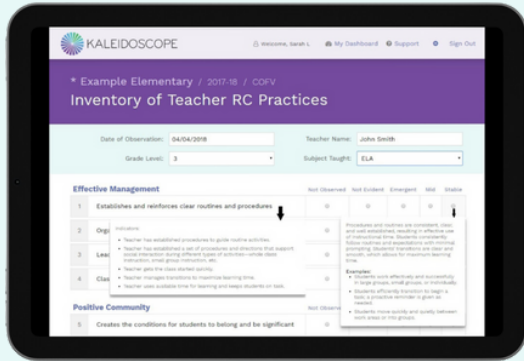 KALEIDOSCOPE
Welcome, Sarah L
My Dashboard
Support
Sign Out
* Example Elementary / 2017-18 / COFV
Inventory of Teacher RC Practices
Date of Observation: 04/04/2018
Teacher Name: John Smith
Grade Level: 3
Subject Taught: ELA
Effective Management
Not Observed Not Evident Emergent Mid Stable
1 Establishes and reinforces clear routines and procedures
2 Orga
3 Lead
4 Clas
Indicators:
• Teacher has established procedures to guide routine activities.
• Teacher has established a set of procedures and directions that support
social interaction during different types of activities—whole class
instruction, small group instruction, etc.
• Teacher gets the class started quickly.
• Teacher manages transitions to maximize learning time.
• Teacher uses available time for learning and keeps students on task.
Procedures and routines are consistent, clear,
and well established, resulting in effective use
of instructional time. Students consistently
follow routines and expectations with minimal
prompting. Students' transitions are clear and
smooth, which allows for maximum learning
time.
Examples:
• Students work effectively and successfully
in large groups, small groups, or individually.
• Students efficiently transition to begin a
task; a proactive reminder is given as
needed.
• Students move quickly and quietly between
work areas or into groups.
Positive Community
Not Observed
5 Creates the conditions for students to belong and be significant